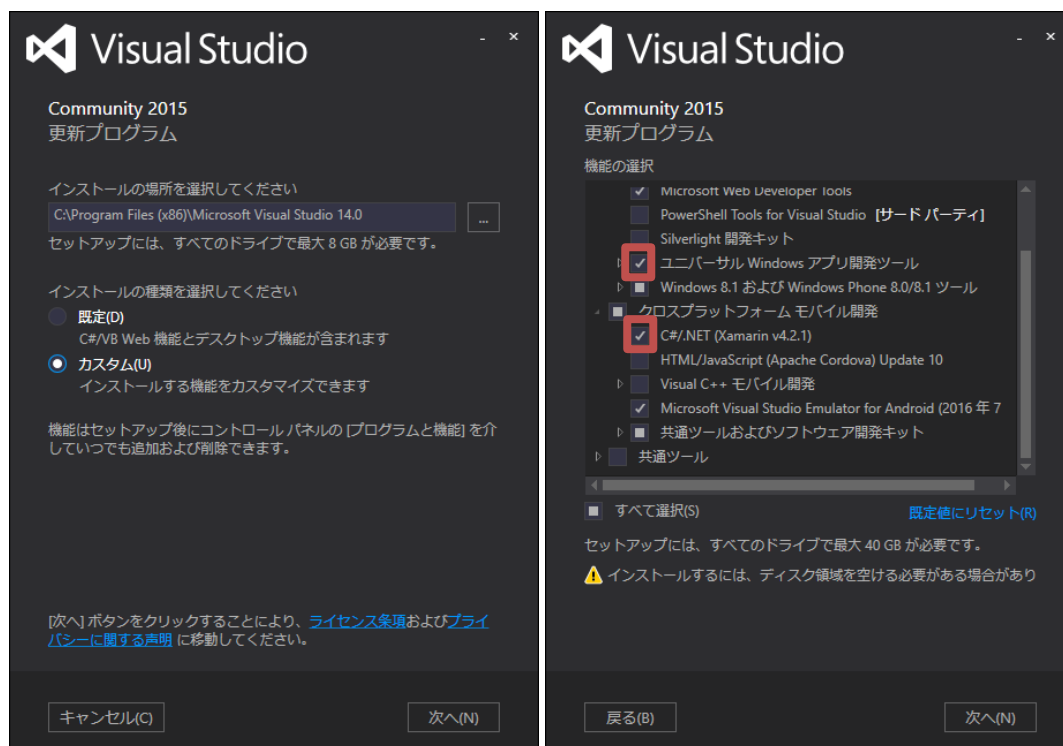 Visual Studio
Community 2015
更新プログラム
インストールの場所を選択してください
C:\Program Files (x86)\Microsoft Visual Studio 14.0
...
セットアップには、すべてのドライブで最大 8 GB が必要です。
インストールの種類を選択してください
既定(D)
C#/VB Web 機能とデスクトップ機能が含まれます
カスタム(U)
インストールする機能をカスタマイズできます
機能はセットアップ後にコントロール パネルの [プログラムと機能] を介
していつでも追加および削除できます。
[次へ] ボタンをクリックすることにより、ライセンス条項およびプライ
バシーに関する声明 に移動してください。
キャンセル(C)
次へ(N)
Visual Studio
Community 2015
更新プログラム
機能の選択
Microsoft Web Developer Tools
PowerShell Tools for Visual Studio [サード パーティ]
Silverlight 開発キット
ユニバーサル Windows アプリ開発ツール
Windows 8.1 および Windows Phone 8.0/8.1 ツール
クロスプラットフォーム モバイル開発
C#/.NET (Xamarin v4.2.1)
HTML/JavaScript (Apache Cordova) Update 10
Visual C++ モバイル開発
Microsoft Visual Studio Emulator for Android (2016 年 7
共通ツールおよびソフトウェア開発キット
共通ツール
すべて選択(S)
既定値にリセット(R)
セットアップには、すべてのドライブで最大 40 GB が必要です。
インストールするには、ディスク領域を空ける必要がある場合があり
戻る(B)
次へ(N)